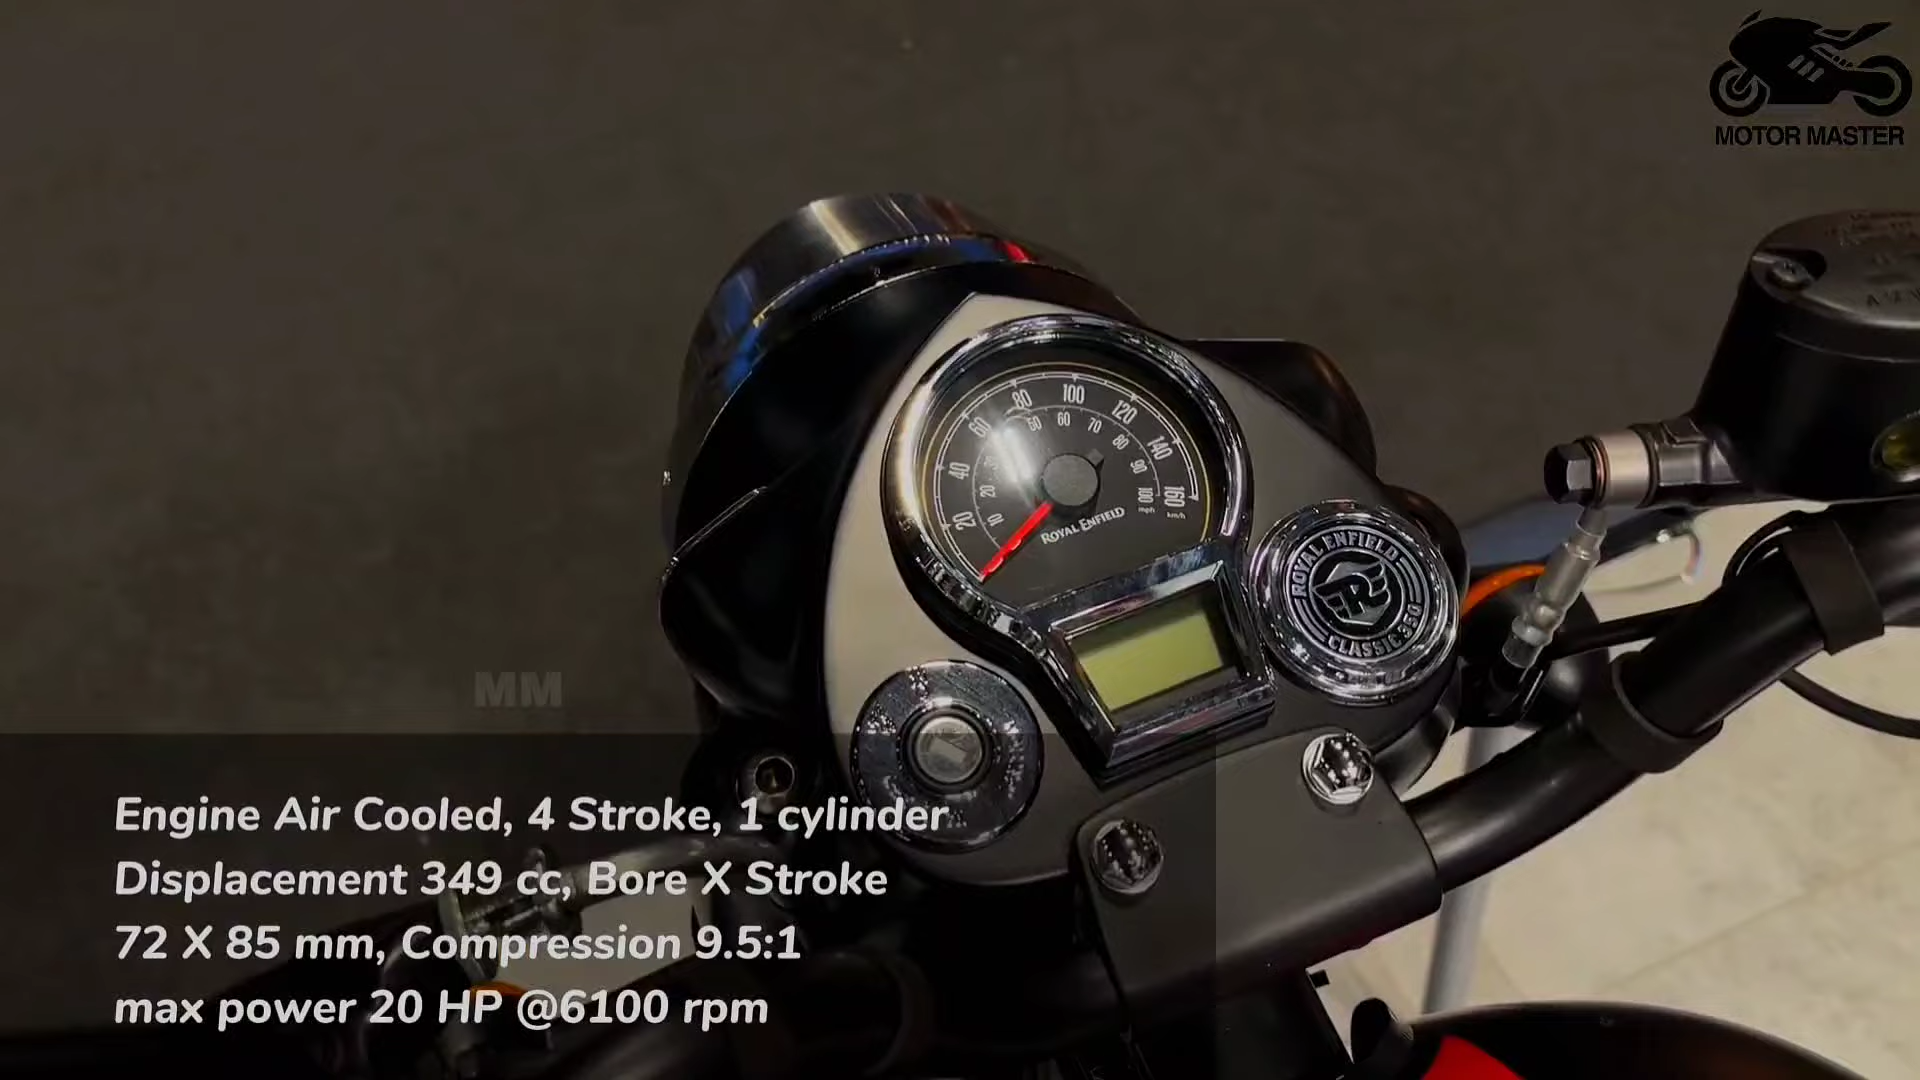 MOTOR MASTER
80 100 120
60 50 60 70 140
40 30 80 160
20 20 90 km/h
10 100
mph
ROYAL ENFIELD
ROYAL ENFIELD
R
CLASSIC 350
MM
Engine Air Cooled, 4 Stroke, 1 cylinder
Displacement 349 cc, Bore X Stroke
72 X 85 mm, Compression 9.5:1
max power 20 HP @6100 rpm